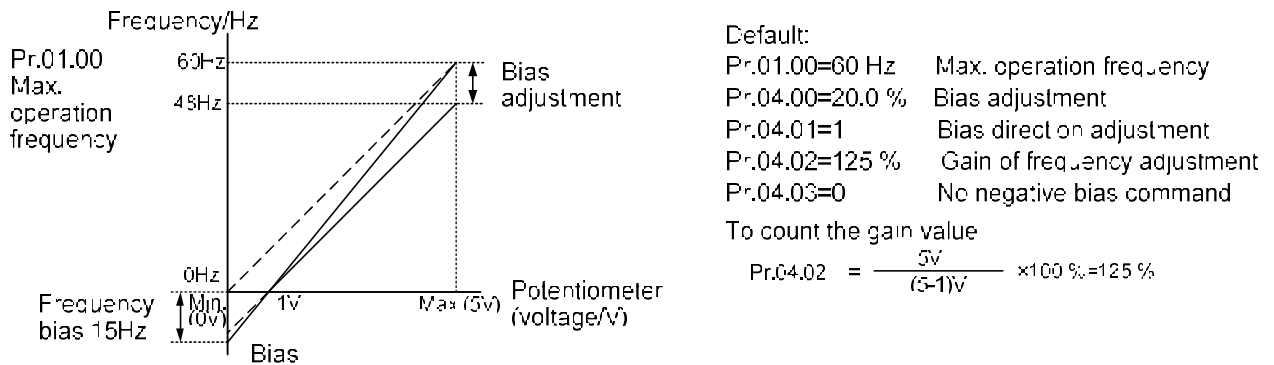 Frequency/Hz
Pr.01.00
Max.
operation
frequency
60Hz
48Hz
0Hz
Bias
adjustment
Frequency
bias 15Hz
Min.
(0V)
1V
Max (5V)
Potentiometer
(voltage/V)
Bias
Default:
Pr.01.00=60 Hz Max. operation frequency
Pr.04.00=20.0 % Bias adjustment
Pr.04.01=1 Bias direction adjustment
Pr.04.02=125 % Gain of frequency adjustment
Pr.04.03=0 No negative bias command
To count the gain value
Pr.04.02 = 5V / (5-1)V ×100 %=125 %